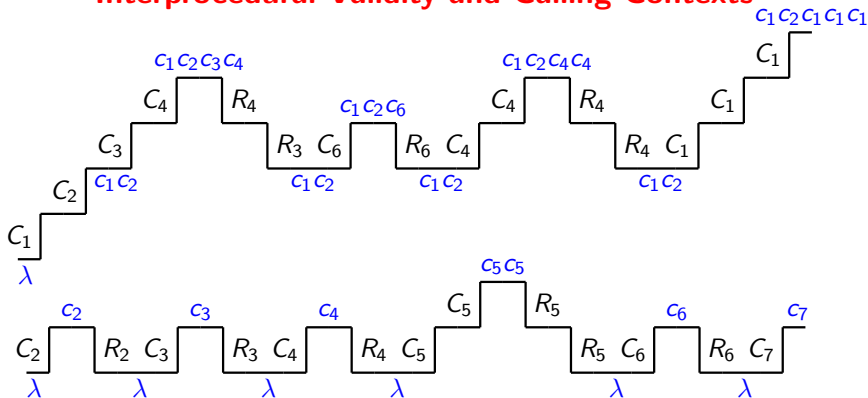 Interprocedural Validity and Calling Contexts
c₁c₂c₁c₁c₁
c₁c₂c₃c₄ c₁c₂c₄c₄ C₁
C₄ R₄ c₁c₂c₆ C₄ R₄ C₁
C₃ R₃ C₆ R₆ C₄ R₄ C₁
c₁c₂ c₁c₂ c₁c₂ c₁c₂
C₂
C₁
λ
c₅c₅
c₂ c₃ c₄ C₅ R₅ c₆ c₇
C₂ R₂ C₃ R₃ C₄ R₄ C₅ R₅ C₆ R₆ C₇
λ λ λ λ λ λ